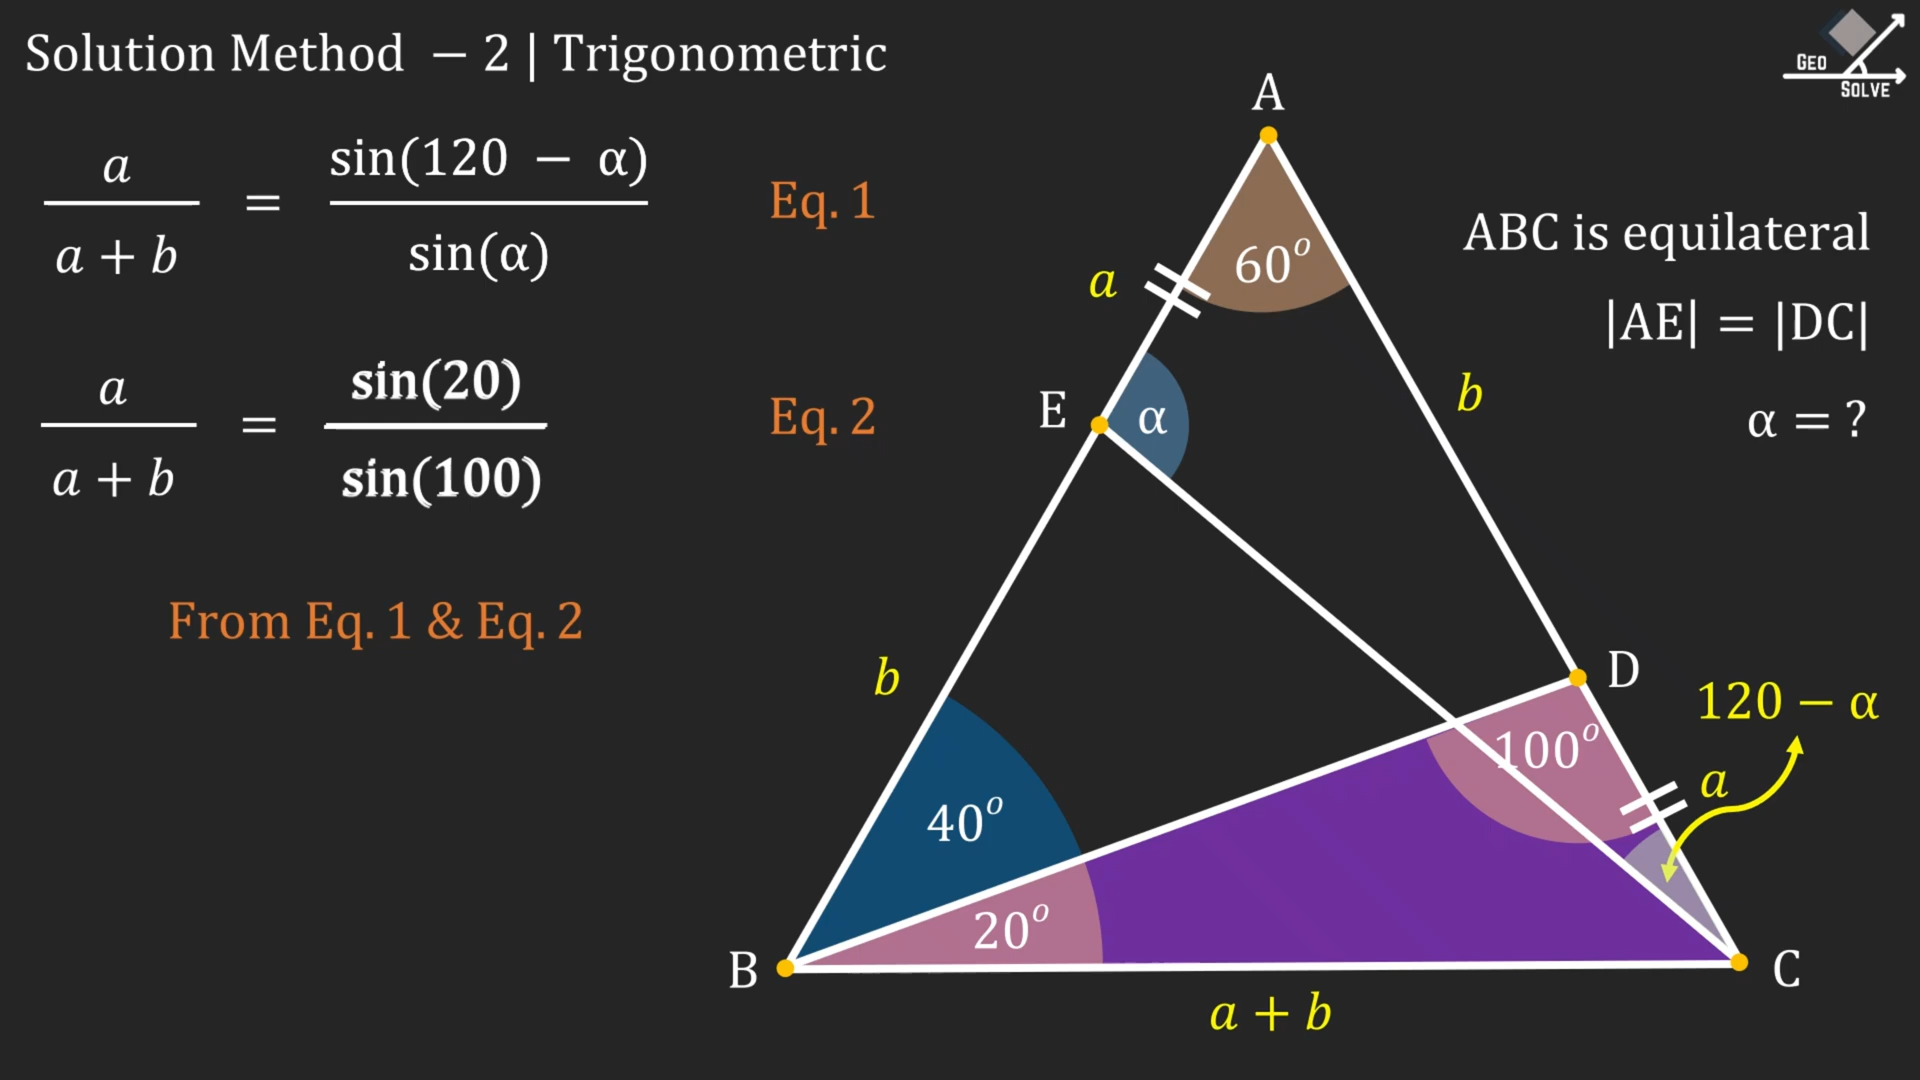 Solution Method – 2 | Trigonometric
GEO
SOLVE
A
a / a + b = sin(120 − α) / sin(α)
Eq. 1
ABC is equilateral
60°
a
|AE| = |DC|
a / a + b = sin(20) / sin(100)
Eq. 2
E
α
b
α = ?
From Eq. 1 & Eq. 2
b
D
120 − α
100°
a
40°
20°
B
C
a + b